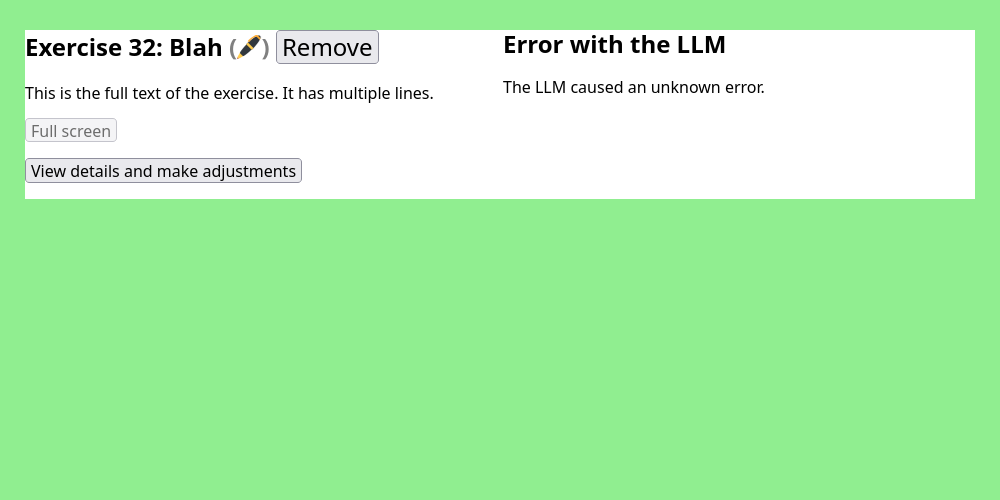 Exercise 32: Blah (🖋) Remove
This is the full text of the exercise. It has multiple lines.
Full screen
View details and make adjustments
Error with the LLM
The LLM caused an unknown error.